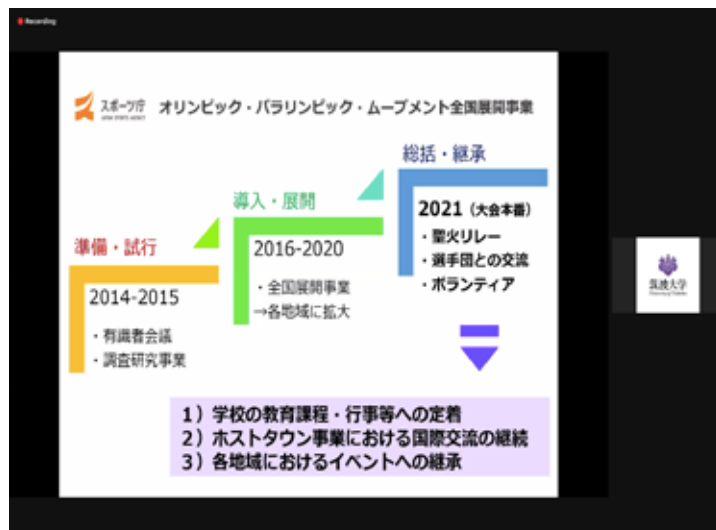 Recording
スポーツ庁 オリンピック・パラリンピック・ムーブメント全国展開事業
JAPAN SPORTS AGENCY
総括・継承
導入・展開
2021（大会本番）
・聖火リレー
・選手団との交流
・ボランティア
準備・試行
2016-2020
・全国展開事業
→各地域に拡大
2014-2015
・有識者会議
・調査研究事業
筑波大学
1）学校の教育課程・行事等への定着
2）ホストタウン事業における国際交流の継続
3）各地域におけるイベントへの継承